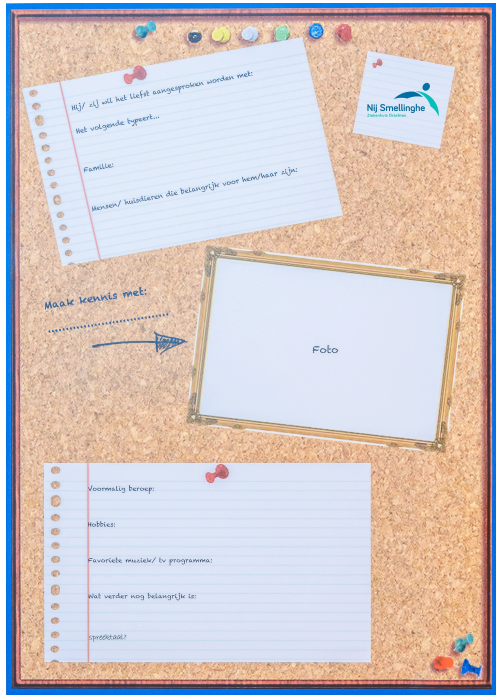 Hij/ zij wil het liefst aangesproken worden met:
Het volgende typeert...
Familie:
Mensen/ huisdieren die belangrijk voor hem/haar zijn:
Nij Smellinghe
Ziekenhuis Drachten
Maak kennis met:
Foto
Voormalig beroep:
Hobbies:
Favoriete muziek/ tv programma:
Wat verder nog belangrijk is:
spreektaal?